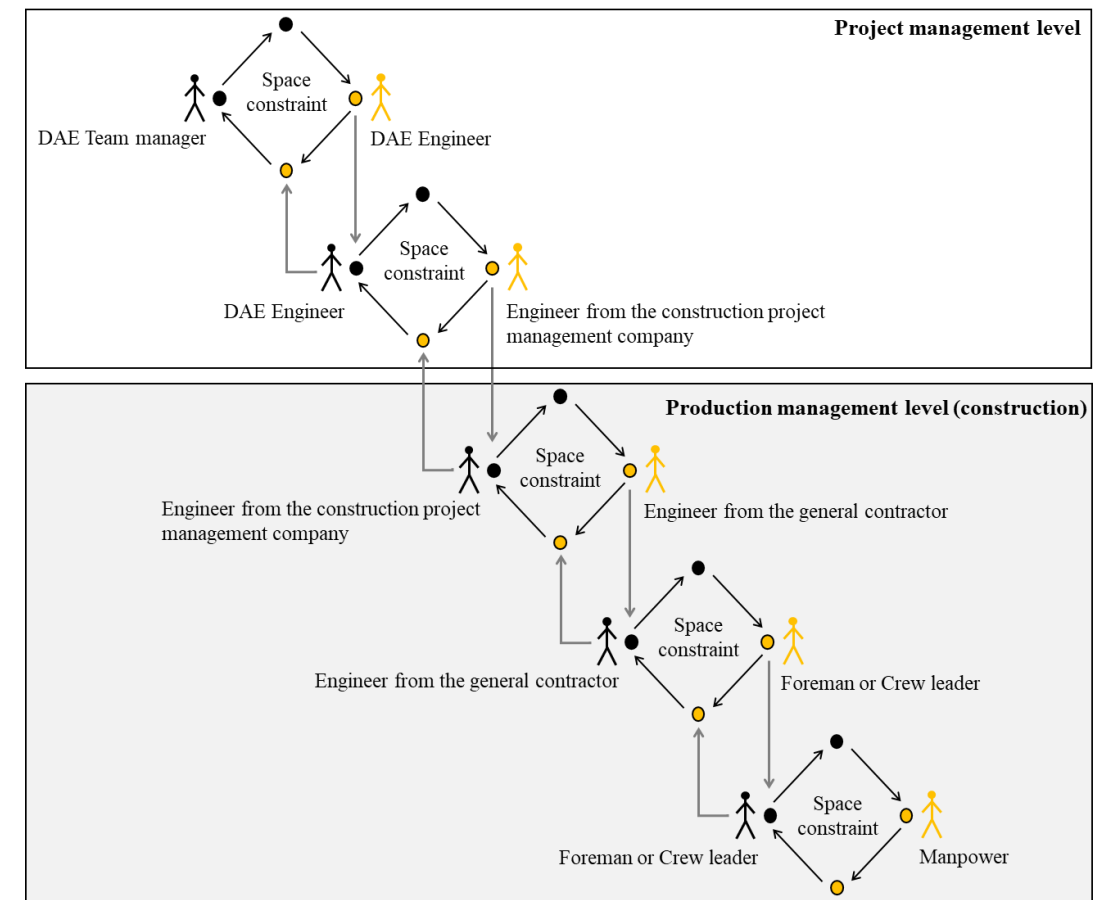 Project management level
Space
constraint
DAE Team manager
DAE Engineer
Space
constraint
DAE Engineer
Engineer from the construction project
management company
Production management level (construction)
Space
constraint
Engineer from the construction project
management company
Engineer from the general contractor
Space
constraint
Engineer from the general contractor
Foreman or Crew leader
Space
constraint
Foreman or Crew leader
Manpower